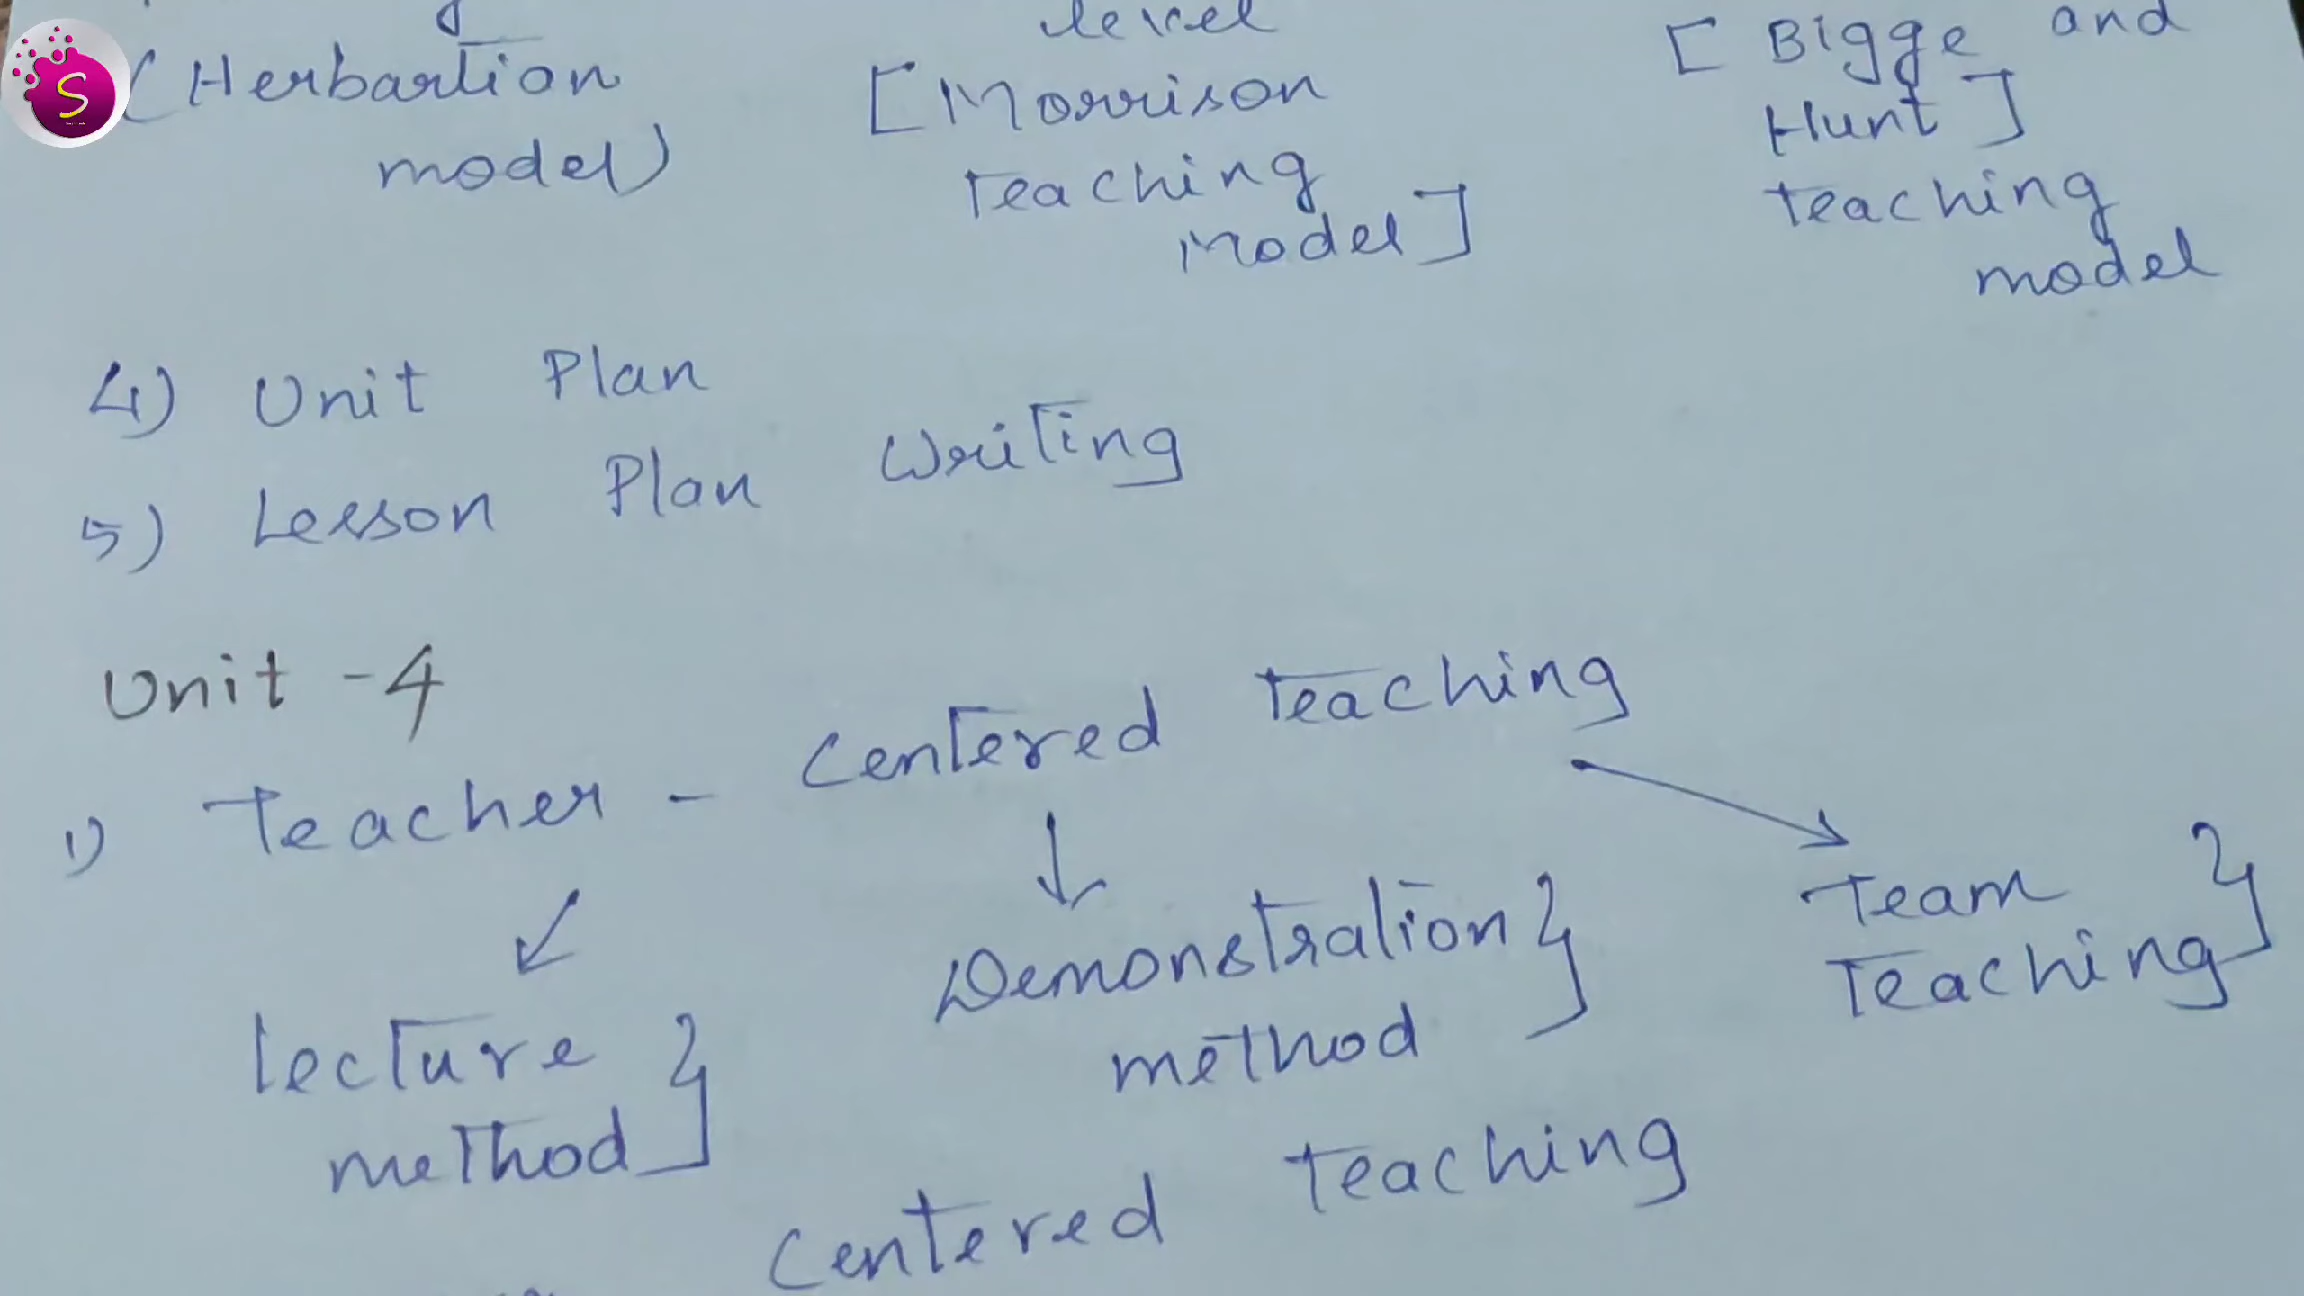 level
[Bigge and
(Herbartion
[Morrison
Hunt]
model)
teaching
teaching
model]
model
4) Unit Plan
5) Lesson Plan Writing
Unit -4
1) Teacher - centered teaching
lecture
method}
Demonstration}
method
Team
Teaching}
centered teaching
S